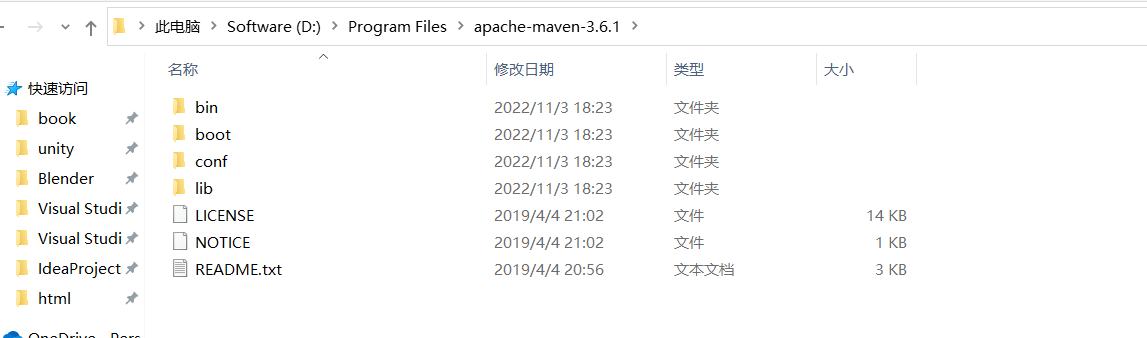 此电脑 Software (D:) Program Files apache-maven-3.6.1
名称 修改日期 类型 大小
快速访问
book
unity
Blender
Visual Studi
Visual Studi
IdeaProject
html
bin 2022/11/3 18:23 文件夹
boot 2022/11/3 18:23 文件夹
conf 2022/11/3 18:23 文件夹
lib 2022/11/3 18:23 文件夹
LICENSE 2019/4/4 21:02 文件 14 KB
NOTICE 2019/4/4 21:02 文件 1 KB
README.txt 2019/4/4 20:56 文本文档 3 KB
OneDrive - Pers